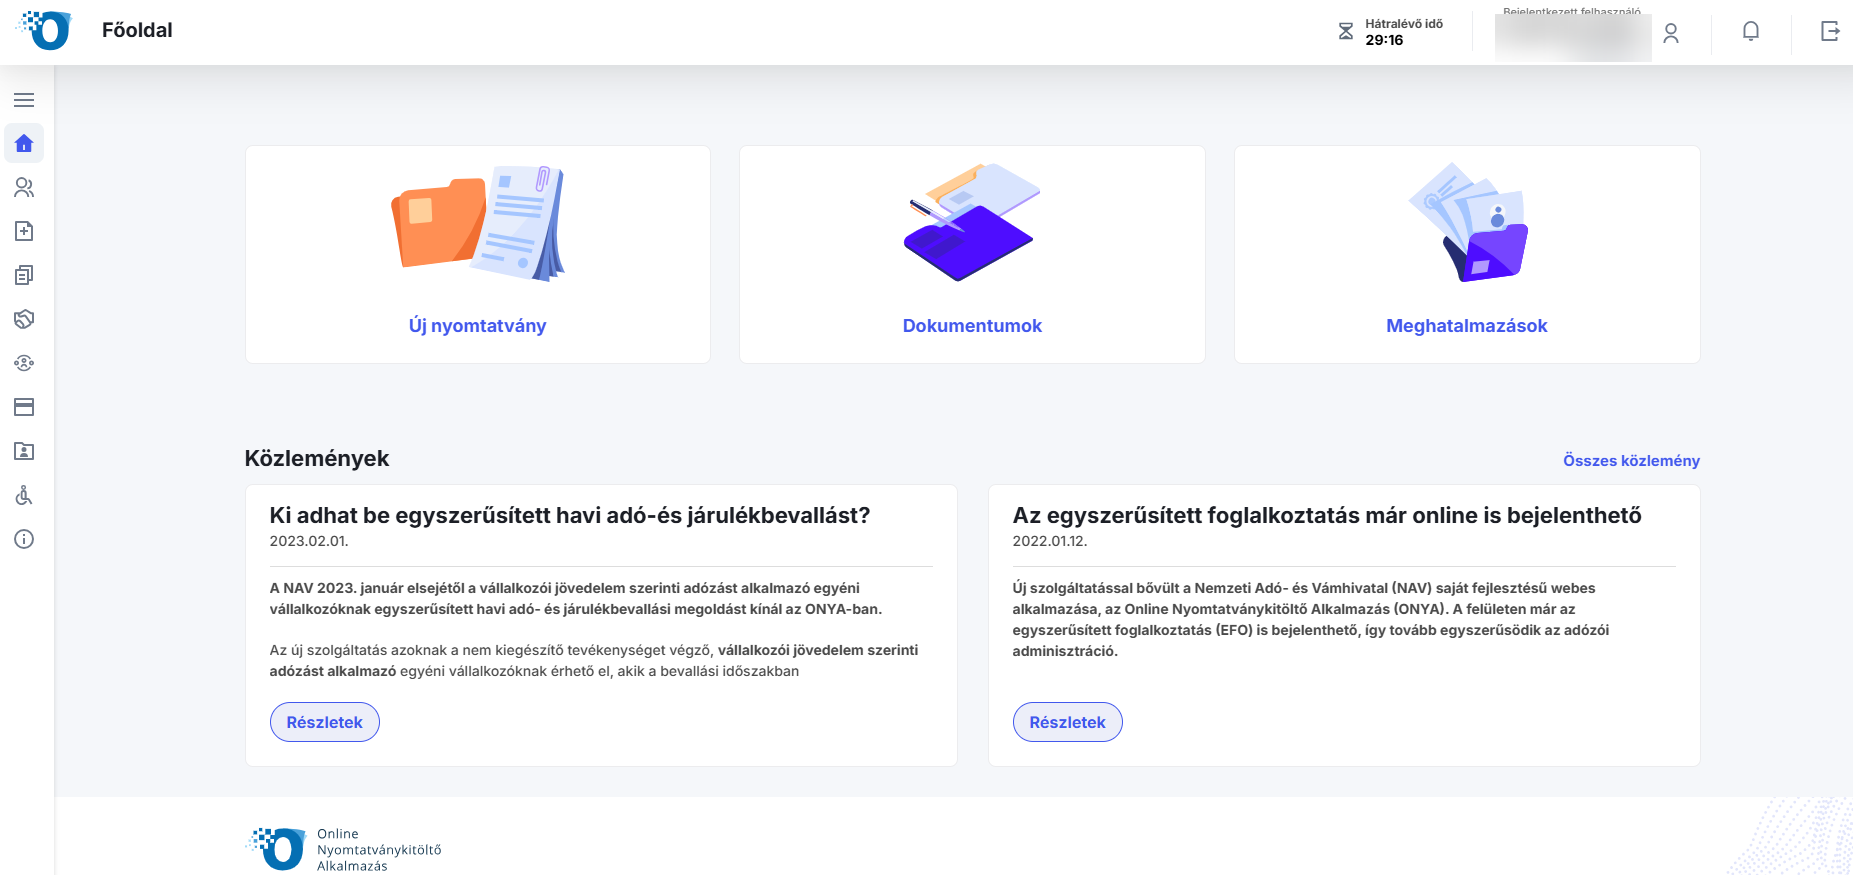 Főoldal
Hátralévő idő
29:16
Bejelentkezett felhasználó
Új nyomtatvány
Dokumentumok
Meghatalmazások
Közlemények
Összes közlemény
Ki adhat be egyszerűsített havi adó-és járulékbevallást?
2023.02.01.
A NAV 2023. január elsejétől a vállalkozói jövedelem szerinti adózást alkalmazó egyéni
vállalkozóknak egyszerűsített havi adó- és járulékbevallási megoldást kínál az ONYA-ban.
Az új szolgáltatás azoknak a nem kiegészítő tevékenységet végző, vállalkozói jövedelem szerinti
adózást alkalmazó egyéni vállalkozóknak érhető el, akik a bevallási időszakban
Részletek
Az egyszerűsített foglalkoztatás már online is bejelenthető
2022.01.12.
Új szolgáltatással bővült a Nemzeti Adó- és Vámhivatal (NAV) saját fejlesztésű webes
alkalmazása, az Online Nyomtatványkitöltő Alkalmazás (ONYA). A felületen már az
egyszerűsített foglalkoztatás (EFO) is bejelenthető, így tovább egyszerűsödik az adózói
adminisztráció.
Részletek
Online
Nyomtatványkitöltő
Alkalmazás